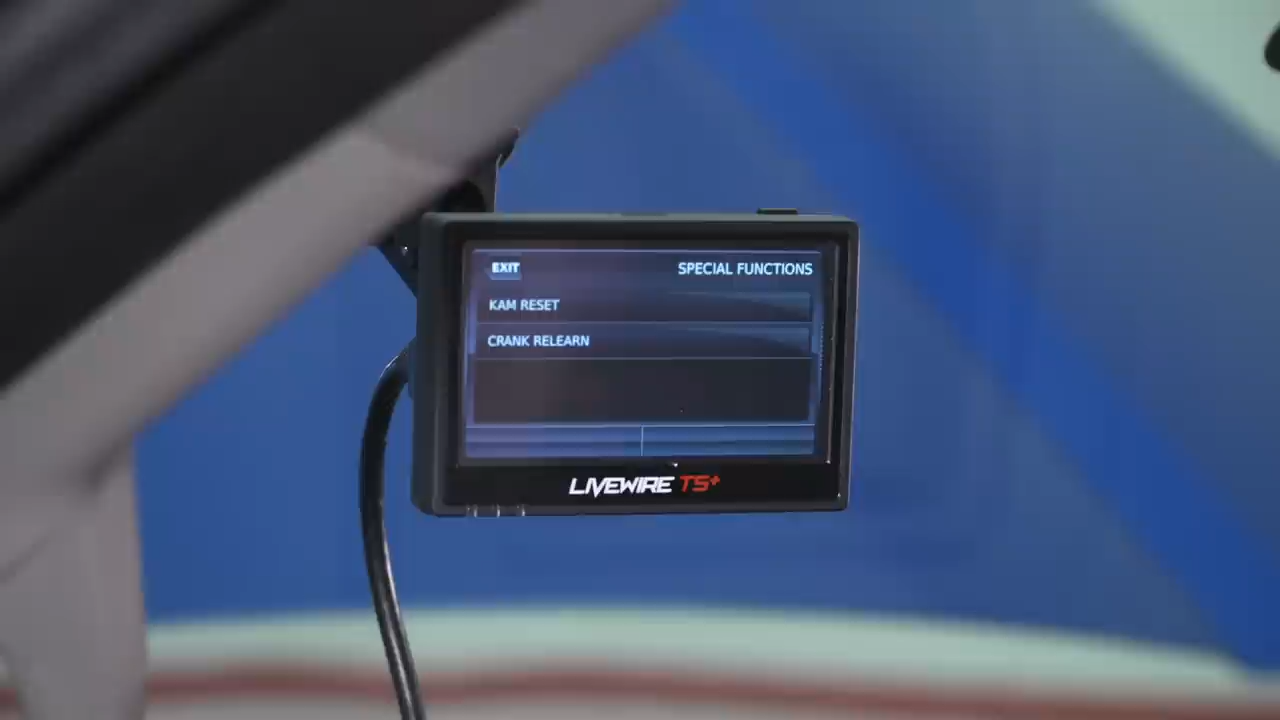 EXIT
SPECIAL FUNCTIONS
KAM RESET
CRANK RELEARN
LIVEWIRE TS+